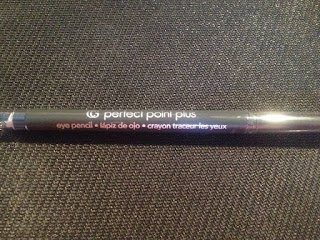 perfect point plus
eye pencil • lápiz de ojo • crayon traceur les yeux